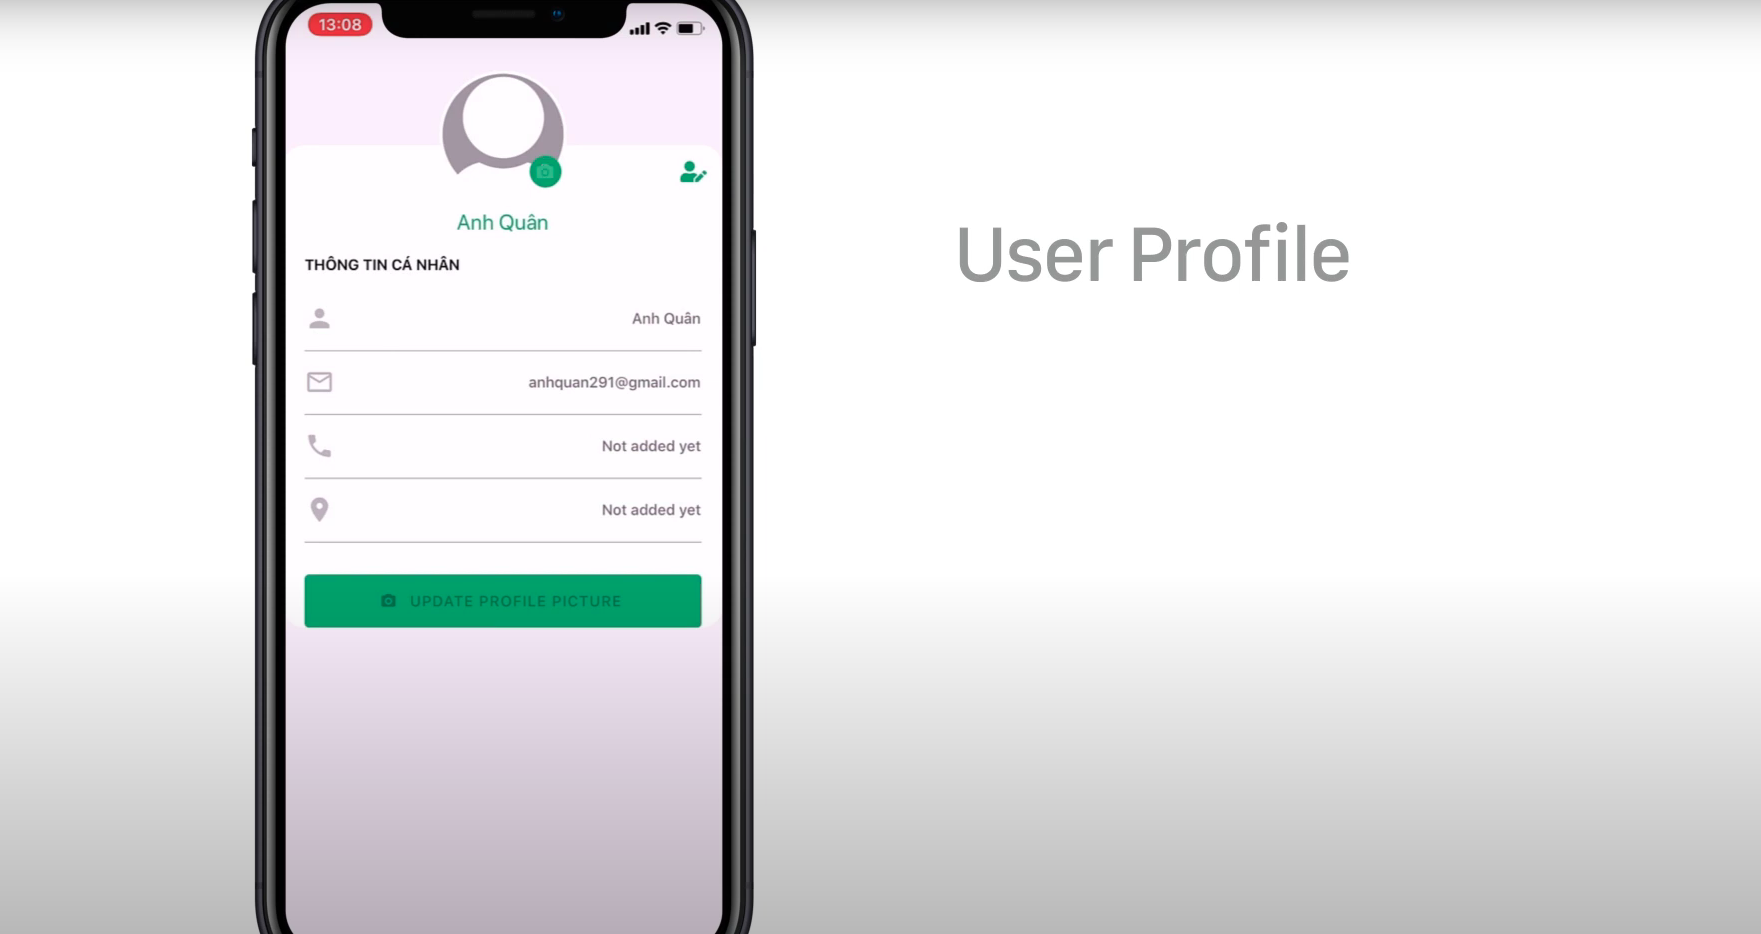 13:08
Anh Quân
THÔNG TIN CÁ NHÂN
Anh Quân
anhquan291@gmail.com
Not added yet
Not added yet
UPDATE PROFILE PICTURE
User Profile